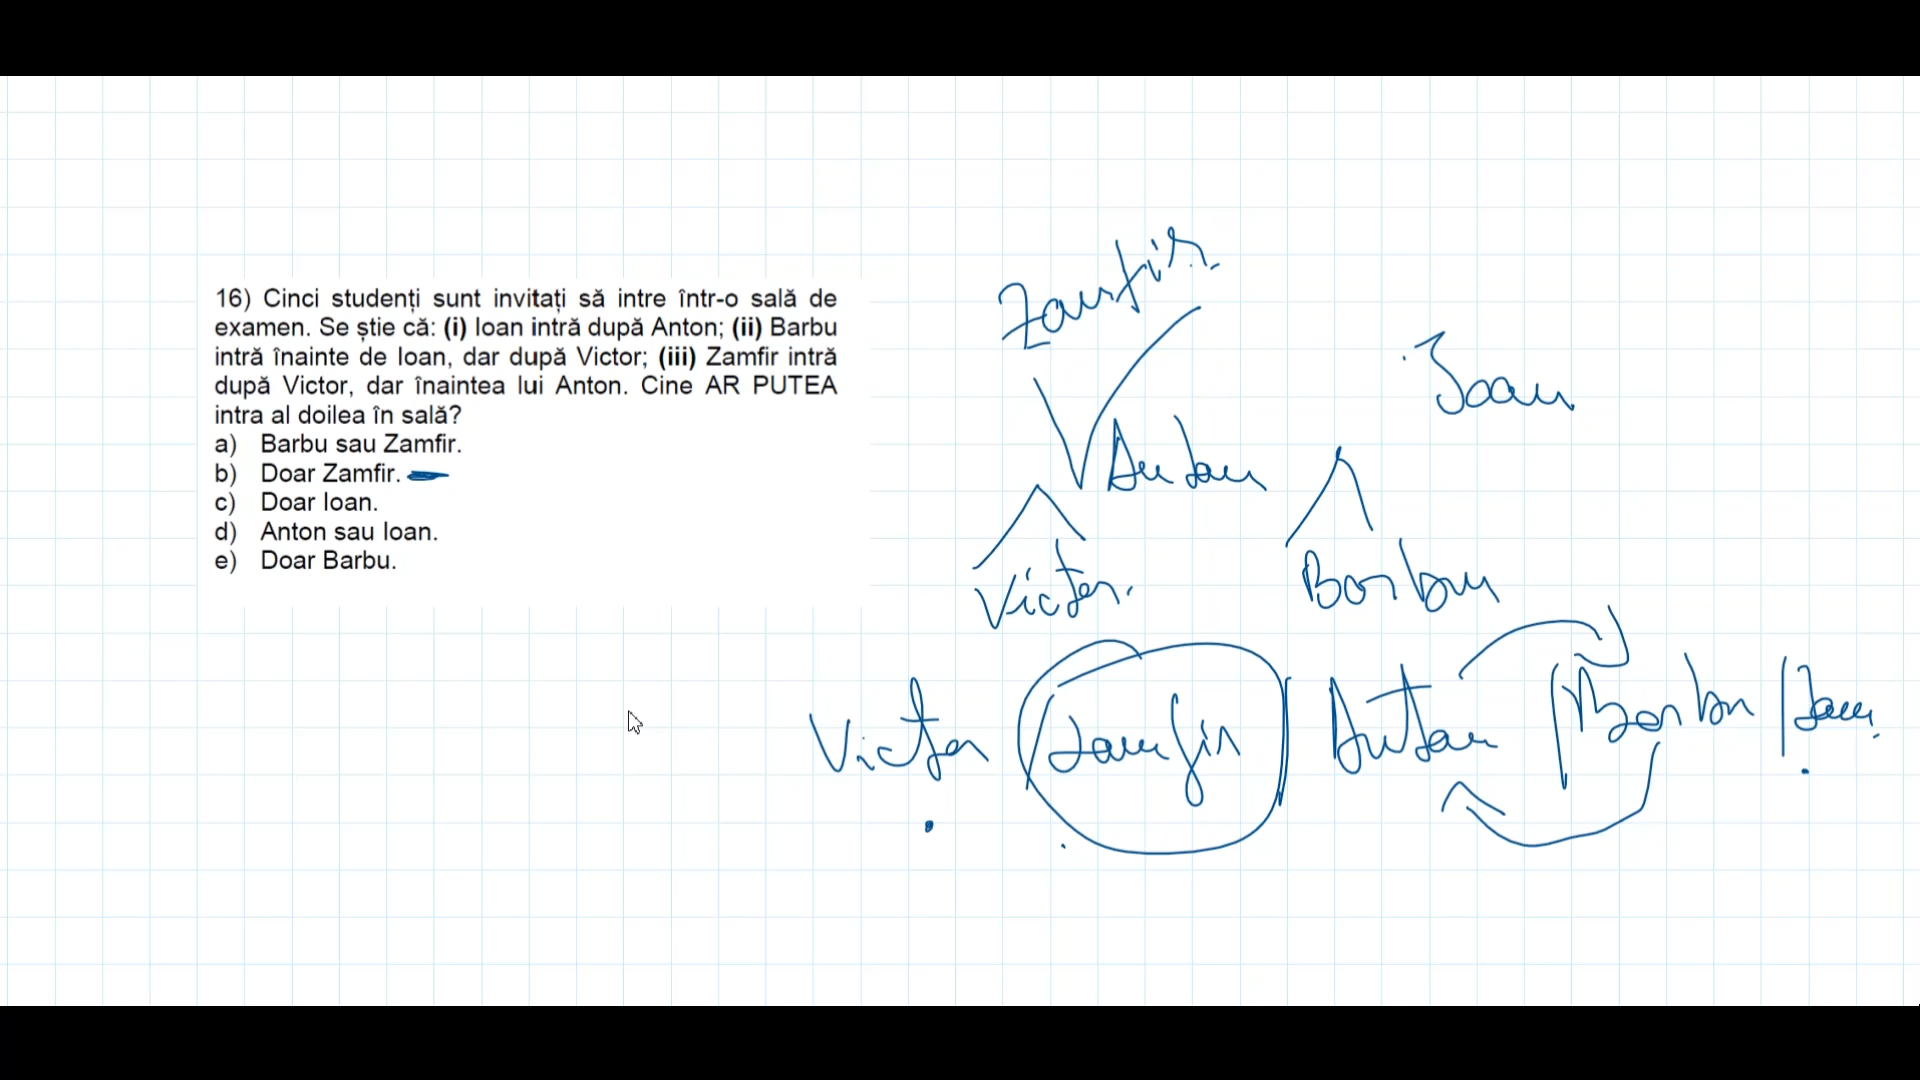 16) Cinci studenți sunt invitați să intre într-o sală de
examen. Se știe că: (i) Ioan intră după Anton; (ii) Barbu
intră înainte de Ioan, dar după Victor; (iii) Zamfir intră
după Victor, dar înaintea lui Anton. Cine AR PUTEA
intra al doilea în sală?
a) Barbu sau Zamfir.
b) Doar Zamfir.
c) Doar Ioan.
d) Anton sau Ioan.
e) Doar Barbu.
Zamfir.
Ioan
Anton
Victor.
Barbu
Victor Zamfir Anton Barbu Ioan